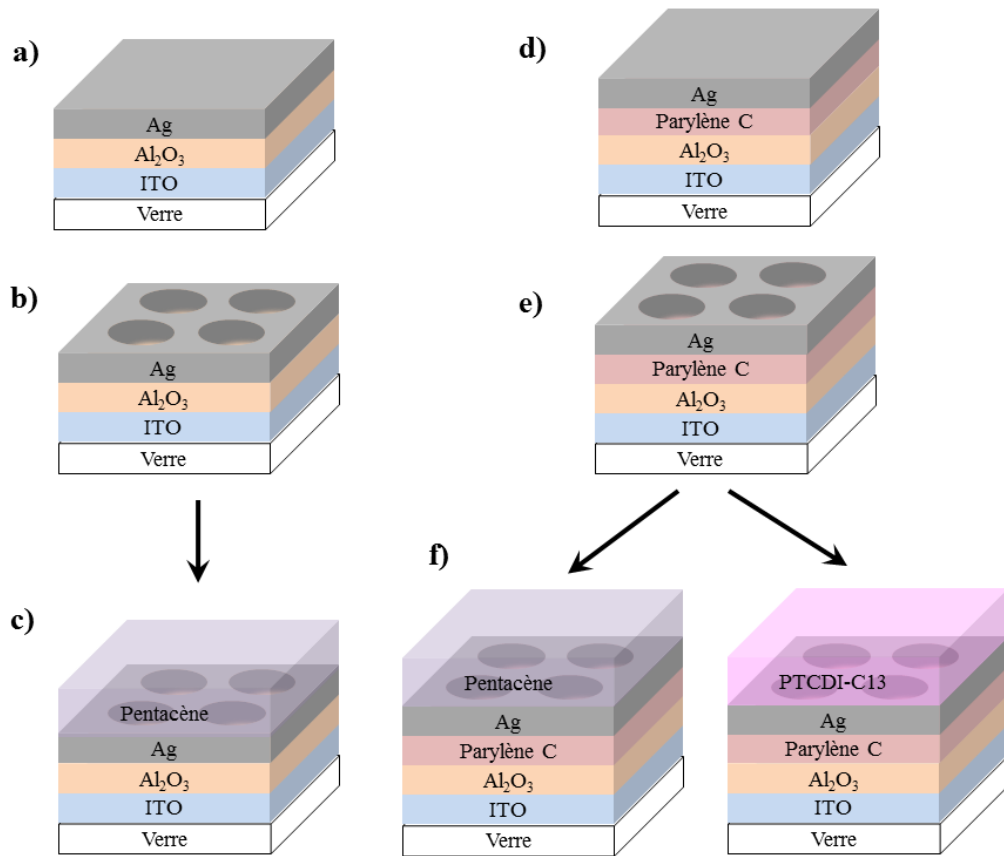 a)
Ag
Al₂O₃
ITO
Verre
d)
Ag
Parylène C
Al₂O₃
ITO
Verre
b)
Ag
Al₂O₃
ITO
Verre
e)
Ag
Parylène C
Al₂O₃
ITO
Verre
c)
Pentacène
Ag
Al₂O₃
ITO
Verre
f)
Pentacène
Ag
Parylène C
Al₂O₃
ITO
Verre
PTCDI-C13
Ag
Parylène C
Al₂O₃
ITO
Verre